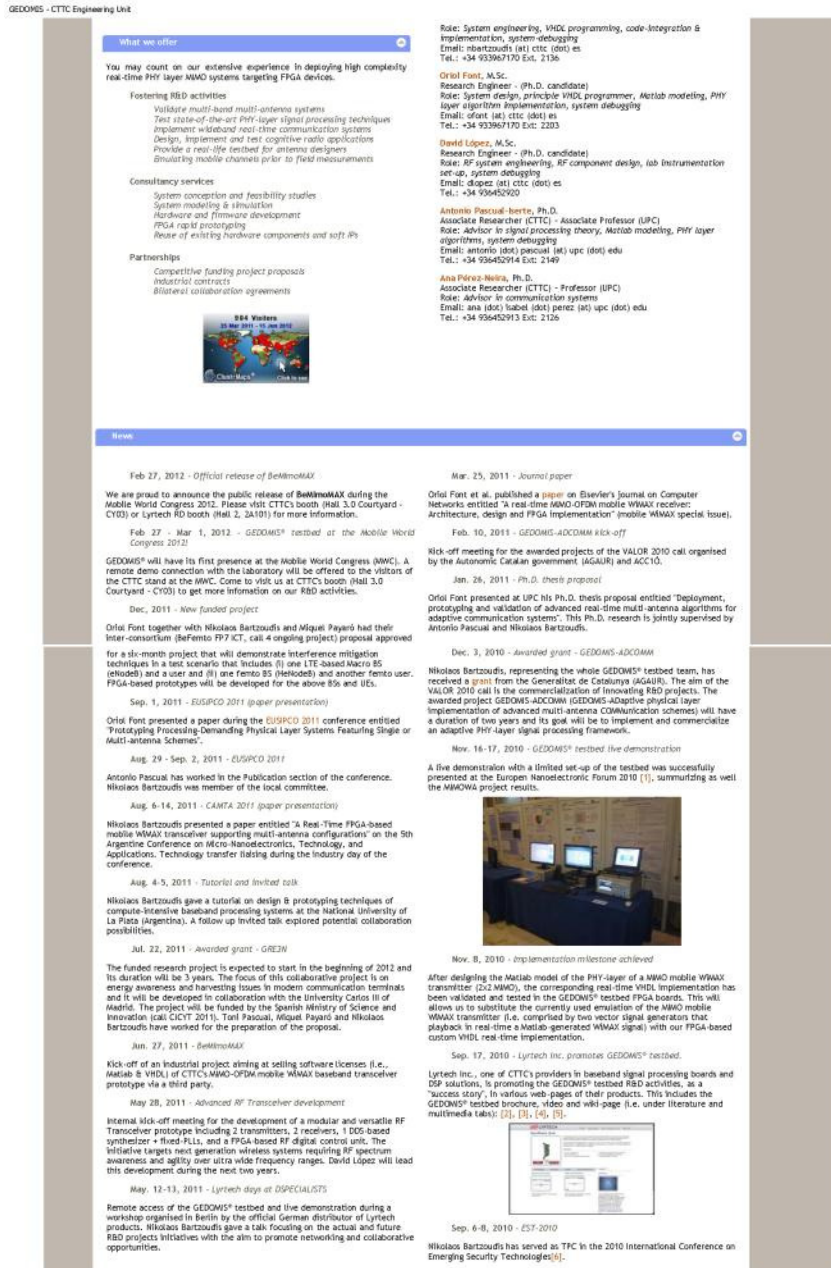 GEDOMIS - CTTC Engineering Unit
What we offer
You may count on our extensive experience in deploying high complexity
real-time PHY layer MIMO systems targeting FPGA devices.
Fostering R&D activities
Validate multi-band multi-antenna systems
Test state-of-the-art PHY-layer signal processing techniques
Implement wideband real-time communication systems
Design, implement and test cognitive radio applications
Provide a real-life testbed for antenna designers
Emulating mobile channels prior to field measurements
Consultancy services
System conception and feasibility studies
System modeling & simulation
Hardware and firmware development
FPGA rapid prototyping
Reuse of existing hardware components and soft IPs
Partnerships
Competitive funding project proposals
Industrial contracts
Bilateral collaboration agreements
984 Visitors
25 Mar 2011 - 15 Jun 2012
ClustrMaps®
Click to see
Role: System engineering, VHDL programming, code-integration &
implementation, system-debugging
Email: nbartzoudis (at) cttc (dot) es
Tel.: +34 933967170 Ext. 2136
Oriol Font, M.Sc.
Research Engineer - (Ph.D. candidate)
Role: System design, principle VHDL programmer, Matlab modeling, PHY
layer algorithm implementation, system debugging
Email: ofont (at) cttc (dot) es
Tel.: +34 933967170 Ext: 2203
David López, M.Sc.
Research Engineer - (Ph.D. candidate)
Role: RF system engineering, RF component design, lab instrumentation
set-up, system debugging
Email: dlopez (at) cttc (dot) es
Tel.: +34 936452920
Antonio Pascual-Iserte, Ph.D.
Associate Researcher (CTTC) - Associate Professor (UPC)
Role: Advisor in signal processing theory, Matlab modeling, PHY layer
algorithms, system debugging
Email: antonio (dot) pascual (at) upc (dot) edu
Tel.: +34 936452914 Ext: 2149
Ana Pérez-Neira, Ph.D.
Associate Researcher (CTTC) - Professor (UPC)
Role: Advisor in communication systems
Email: ana (dot) isabel (dot) perez (at) upc (dot) edu
Tel.: +34 936452913 Ext: 2126
News
Feb 27, 2012 - Official release of BeMImoMAX
We are proud to announce the public release of BeMImoMAX during the
Mobile World Congress 2012. Please visit CTTC's booth (Hall 3.0 Courtyard -
CY03) or Lyrtech RD booth (Hall 2, 2A101) for more information.
Feb 27 - Mar 1, 2012 - GEDOMIS® testbed at the Mobile World
Congress 2012!
GEDOMIS® will have its first presence at the Mobile World Congress (MWC). A
remote demo connection with the laboratory will be offered to the visitors of
the CTTC stand at the MWC. Come to visit us at CTTC's booth (Hall 3.0
Courtyard - CY03) to get more infomation on our R&D activities.
Dec, 2011 - New funded project
Oriol Font together with Nikolaos Bartzoudis and Miquel Payaró had their
inter-consortium (BeFemto FP7 ICT, call 4 ongoing project) proposal approved
for a six-month project that will demonstrate interference mitigation
techniques in a test scenario that includes (i) one LTE-based Macro BS
(eNodeB) and a user and (ii) one femto BS (HeNodeB) and another femto user.
FPGA-based prototypes will be developed for the above BSs and UEs.
Sep. 1, 2011 - EUSIPCO 2011 (paper presentation)
Oriol Font presented a paper during the EUSIPCO 2011 conference entitled
"Prototyping Processing-Demanding Physical Layer Systems Featuring Single or
Multi-antenna Schemes".
Aug. 29 - Sep. 2, 2011 - EUSIPCO 2011
Antonio Pascual has worked in the Publication section of the conference.
Nikolaos Bartzoudis was member of the local committee.
Aug. 6-14, 2011 - CAMTA 2011 (paper presentation)
Nikolaos Bartzoudis presented a paper entitled "A Real-Time FPGA-based
mobile WiMAX transceiver supporting multi-antenna configurations" on the 5th
Argentine Conference on Micro-Nanoelectronics, Technology, and
Applications. Technology transfer liaising during the industry day of the
conference.
Aug. 4-5, 2011 - Tutorial and invited talk
Nikolaos Bartzoudis gave a tutorial on design & prototyping techniques of
compute-intensive baseband processing systems at the National University of
La Plata (Argentina). A follow up invited talk explored potential collaboration
possibilities.
Jul. 22, 2011 - Awarded grant - GRE3N
The funded research project is expected to start in the beginning of 2012 and
its duration will be 3 years. The focus of this collaborative project is on
energy awareness and harvesting issues in modern communication terminals
and it will be developed in collaboration with the University Carlos III of
Madrid. The project will be funded by the Spanish Ministry of Science and
Innovation (call CICYT 2011). Toni Pascual, Miquel Payaró and Nikolaos
Bartzoudis have worked for the preparation of the proposal.
Jun. 27, 2011 - BeMImoMAX
Kick-off of an industrial project aiming at selling software licenses (i.e.,
Matlab & VHDL) of CTTC's MIMO-OFDM mobile WiMAX baseband transceiver
prototype via a third party.
May 28, 2011 - Advanced RF Transceiver development
Internal kick-off meeting for the development of a modular and versatile RF
Transceiver prototype including 2 transmitters, 2 receivers, 1 DDS-based
synthesizer + fixed-PLLs, and a FPGA-based RF digital control unit. The
initiative targets next generation wireless systems requiring RF spectrum
awareness and agility over ultra wide frequency ranges. David López will lead
this development during the next two years.
May. 12-13, 2011 - Lyrtech days at DSPECIALISTS
Remote access of the GEDOMIS® testbed and live demonstration during a
workshop organised in Berlin by the official German distributor of Lyrtech
products. Nikolaos Bartzoudis gave a talk focusing on the actual and future
R&D projects initiatives with the aim to promote networking and collaborative
opportunities.
Mar. 25, 2011 - Journal paper
Oriol Font et al. published a paper on Elsevier's journal on Computer
Networks entitled "A real-time MIMO-OFDM mobile WiMAX receiver:
Architecture, design and FPGA implementation" (mobile WiMAX special issue).
Feb. 10, 2011 - GEDOMIS-ADCOMM kick-off
Kick-off meeting for the awarded projects of the VALOR 2010 call organised
by the Autonomic Catalan government (AGAUR) and ACC1Ó.
Jan. 26, 2011 - Ph.D. thesis proposal
Oriol Font presented at UPC his Ph.D. thesis proposal entitled "Deployment,
prototyping and validation of advanced real-time multi-antenna algorithms for
adaptive communication systems". This Ph.D. research is jointly supervised by
Antonio Pascual and Nikolaos Bartzoudis.
Dec. 3, 2010 - Awarded grant - GEDOMIS-ADCOMM
Nikolaos Bartzoudis, representing the whole GEDOMIS® testbed team, has
received a grant from the Generalitat de Catalunya (AGAUR). The aim of the
VALOR 2010 call is the commercialization of innovating R&D projects. The
awarded project GEDOMIS-ADCOMM (GEDOMIS-ADaptive physical layer
implementation of advanced multi-antenna COMMunication schemes) will have
a duration of two years and its goal will be to implement and commercialize
an adaptive PHY-layer signal processing framework.
Nov. 16-17, 2010 - GEDOMIS® testbed live demonstration
A live demonstraion with a limited set-up of the testbed was successfully
presented at the Europen Nanoelectronic Forum 2010 [1], summurizing as well
the MIMOWA project results.
Nov. 8, 2010 - Implementation milestone achieved
After designing the Matlab model of the PHY-layer of a MIMO mobile WiMAX
transmitter (2x2 MIMO), the corresponding real-time VHDL implementation has
been validated and tested in the GEDOMIS® testbed FPGA boards. This will
allows us to substitute the currently used emulation of the MIMO mobile
WiMAX transmitter (i.e. comprised by two vector signal generators that
playback in real-time a Matlab-generated WiMAX signal) with our FPGA-based
custom VHDL real-time implementation.
Sep. 17, 2010 - Lyrtech Inc. promotes GEDOMIS® testbed.
Lyrtech Inc., one of CTTC's providers in baseband signal processing boards and
DSP solutions, is promoting the GEDOMIS® testbed R&D activities, as a
"success story", in various web-pages of their products. This includes the
GEDOMIS® testbed brochure, video and wiki-page (i.e. under literature and
multimedia tabs): [2], [3], [4], [5].
LYRTECH
Sep. 6-8, 2010 - EST-2010
Nikolaos Bartzoudis has served as TPC in the 2010 International Conference on
Emerging Security Technologies[6].